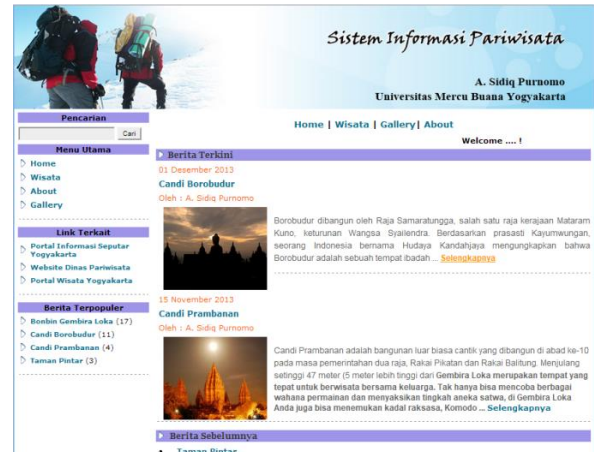 Sistem Informasi Pariwisata
A. Sidiq Purnomo
Universitas Mercu Buana Yogyakarta
Pencarian
Cari
Menu Utama
Home
Wisata
About
Gallery
Link Terkait
Portal Informasi Seputar
Yogyakarta
Website Dinas Pariwisata
Portal Wisata Yogyakarta
Berita Terpopuler
Bonbin Gembira Loka (17)
Candi Borobudur (11)
Candi Prambanan (4)
Taman Pintar (3)
Home | Wisata | Gallery| About
Welcome .... !
Berita Terkini
01 Desember 2013
Candi Borobudur
Oleh : A. Sidiq Purnomo
Borobudur dibangun oleh Raja Samaratungga, salah satu raja kerajaan Mataram
Kuno, keturunan Wangsa Syailendra. Berdasarkan prasasti Kayumwungan,
seorang Indonesia bernama Hudaya Kandahjaya mengungkapkan bahwa
Borobudur adalah sebuah tempat ibadah ... Selengkapnya
15 November 2013
Candi Prambanan
Oleh : A. Sidiq Purnomo
Candi Prambanan adalah bangunan luar biasa cantik yang dibangun di abad ke-10
pada masa pemerintahan dua raja, Rakai Pikatan dan Rakai Balitung. Menjulang
setinggi 47 meter (5 meter lebih tinggi dari Gembira Loka merupakan tempat yang
tepat untuk berwisata bersama keluarga. Tak hanya bisa mencoba berbagai
wahana permainan dan menyaksikan tingkah aneka satwa, di Gembira Loka
Anda juga bisa menemukan kadal raksasa, Komodo ... Selengkapnya
Berita Sebelumnya
Taman Pintar